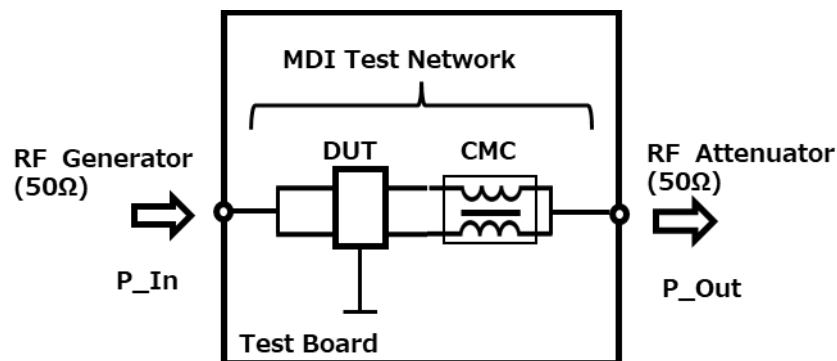 MDI Test Network
RF Generator
(50Ω)
DUT
CMC
RF Attenuator
(50Ω)
P_In
P_Out
Test Board